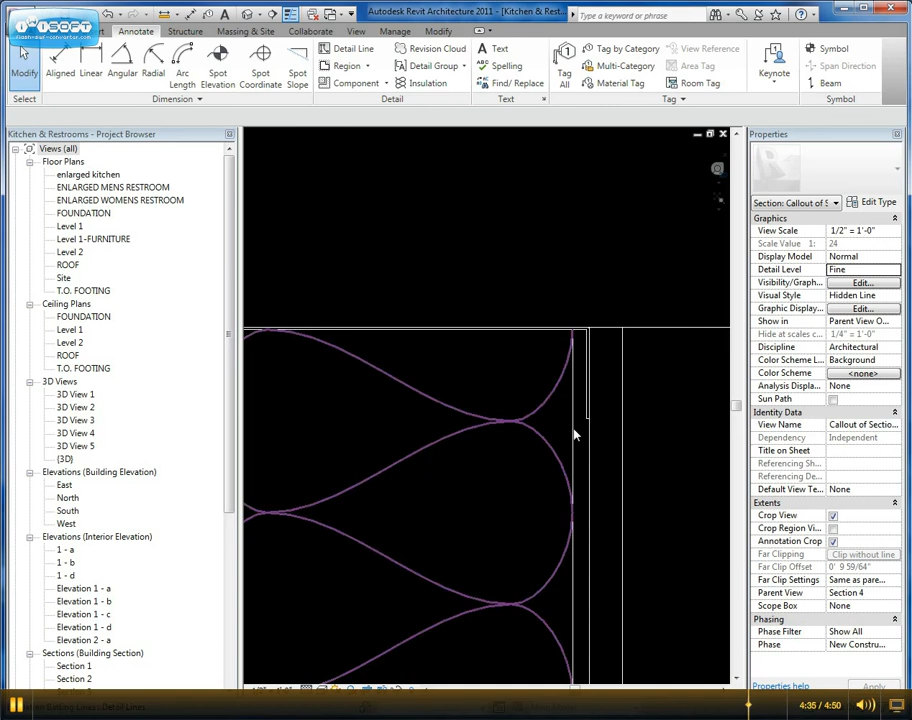 Autodesk Revit Architecture 2011 - [Kitchen & Rest...
Type a keyword or phrase
Annotate
Structure
Massing & Site
Collaborate
View
Manage
Modify
Modify
Aligned
Linear
Angular
Radial
Arc
Length
Spot
Elevation
Spot
Coordinate
Spot
Slope
Detail Line
Region
Component
Revision Cloud
Detail Group
Insulation
Text
Spelling
Find/ Replace
Tag
All
Tag by Category
Multi-Category
Material Tag
View Reference
Area Tag
Room Tag
Keynote
Symbol
Span Direction
Beam
Select
Dimension
Detail
Text
Tag
Symbol
Kitchen & Restrooms - Project Browser
Views (all)
Floor Plans
enlarged kitchen
ENLARGED MENS RESTROOM
ENLARGED WOMENS RESTROOM
FOUNDATION
Level 1
Level 1-FURNITURE
Level 2
ROOF
Site
T.O. FOOTING
Ceiling Plans
FOUNDATION
Level 1
Level 2
ROOF
T.O. FOOTING
3D Views
3D View 1
3D View 2
3D View 3
3D View 4
3D View 5
{3D}
Elevations (Building Elevation)
East
North
South
West
Elevations (Interior Elevation)
1 - a
1 - b
1 - d
Elevation 1 - a
Elevation 1 - b
Elevation 1 - c
Elevation 1 - d
Elevation 2 - a
Sections (Building Section)
Section 1
Section 2
Properties
Section: Callout of S
Edit Type
Graphics
View Scale 1/2" = 1'-0"
Scale Value 1: 24
Display Model Normal
Detail Level Fine
Visibility/Graph... Edit...
Visual Style Hidden Line
Graphic Display... Edit...
Show in Parent View O...
Hide at scales c... 1/4" = 1'-0"
Discipline Architectural
Color Scheme L... Background
Color Scheme <none>
Analysis Displa... None
Sun Path
Identity Data
View Name Callout of Sectio...
Dependency Independent
Title on Sheet
Referencing Sh...
Referencing De...
Default View Te... None
Extents
Crop View
Crop Region Vi...
Annotation Crop
Far Clipping Clip without line
Far Clip Offset 0' 9 59/64"
Far Clip Settings Same as pare...
Parent View Section 4
Scope Box None
Phasing
Phase Filter Show All
Phase New Constru...
Properties help
Apply
4:35 / 4:50